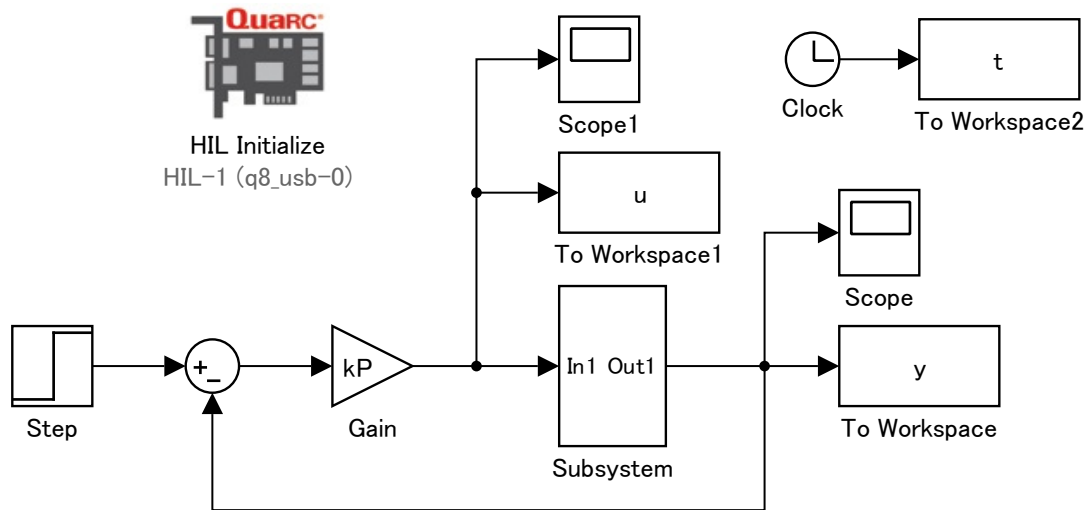 QUARC®
HIL Initialize
HIL-1 (q8_usb-0)
Scope1
u
To Workspace1
Clock
t
To Workspace2
Scope
Step
+
−
kP
Gain
In1 Out1
Subsystem
y
To Workspace